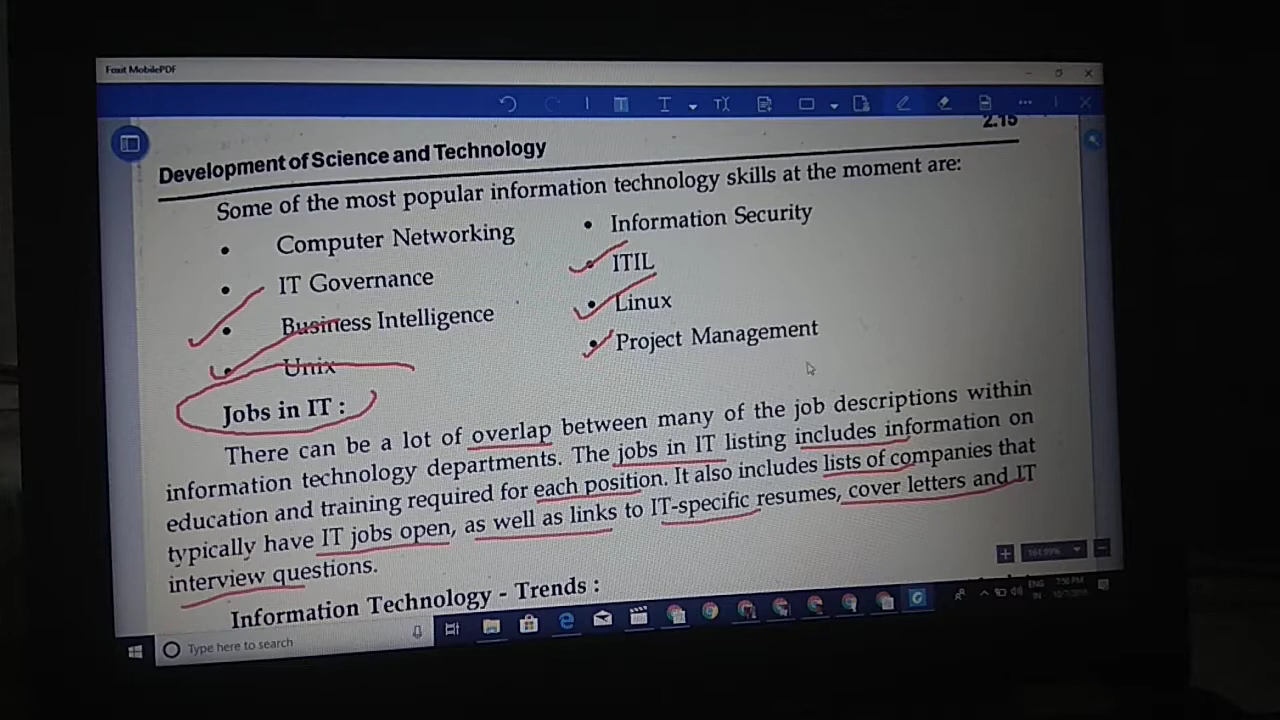 Foxit MobilePDF
2.15
Development of Science and Technology
Some of the most popular information technology skills at the moment are:
• Computer Networking
• Information Security
• IT Governance
• ITIL
• Business Intelligence
• Linux
• Unix
• Project Management
Jobs in IT :
There can be a lot of overlap between many of the job descriptions within
information technology departments. The jobs in IT listing includes information on
education and training required for each position. It also includes lists of companies that
typically have IT jobs open, as well as links to IT-specific resumes, cover letters and IT
interview questions.
Information Technology - Trends :
Type here to search
ENG
IN
7:50 PM